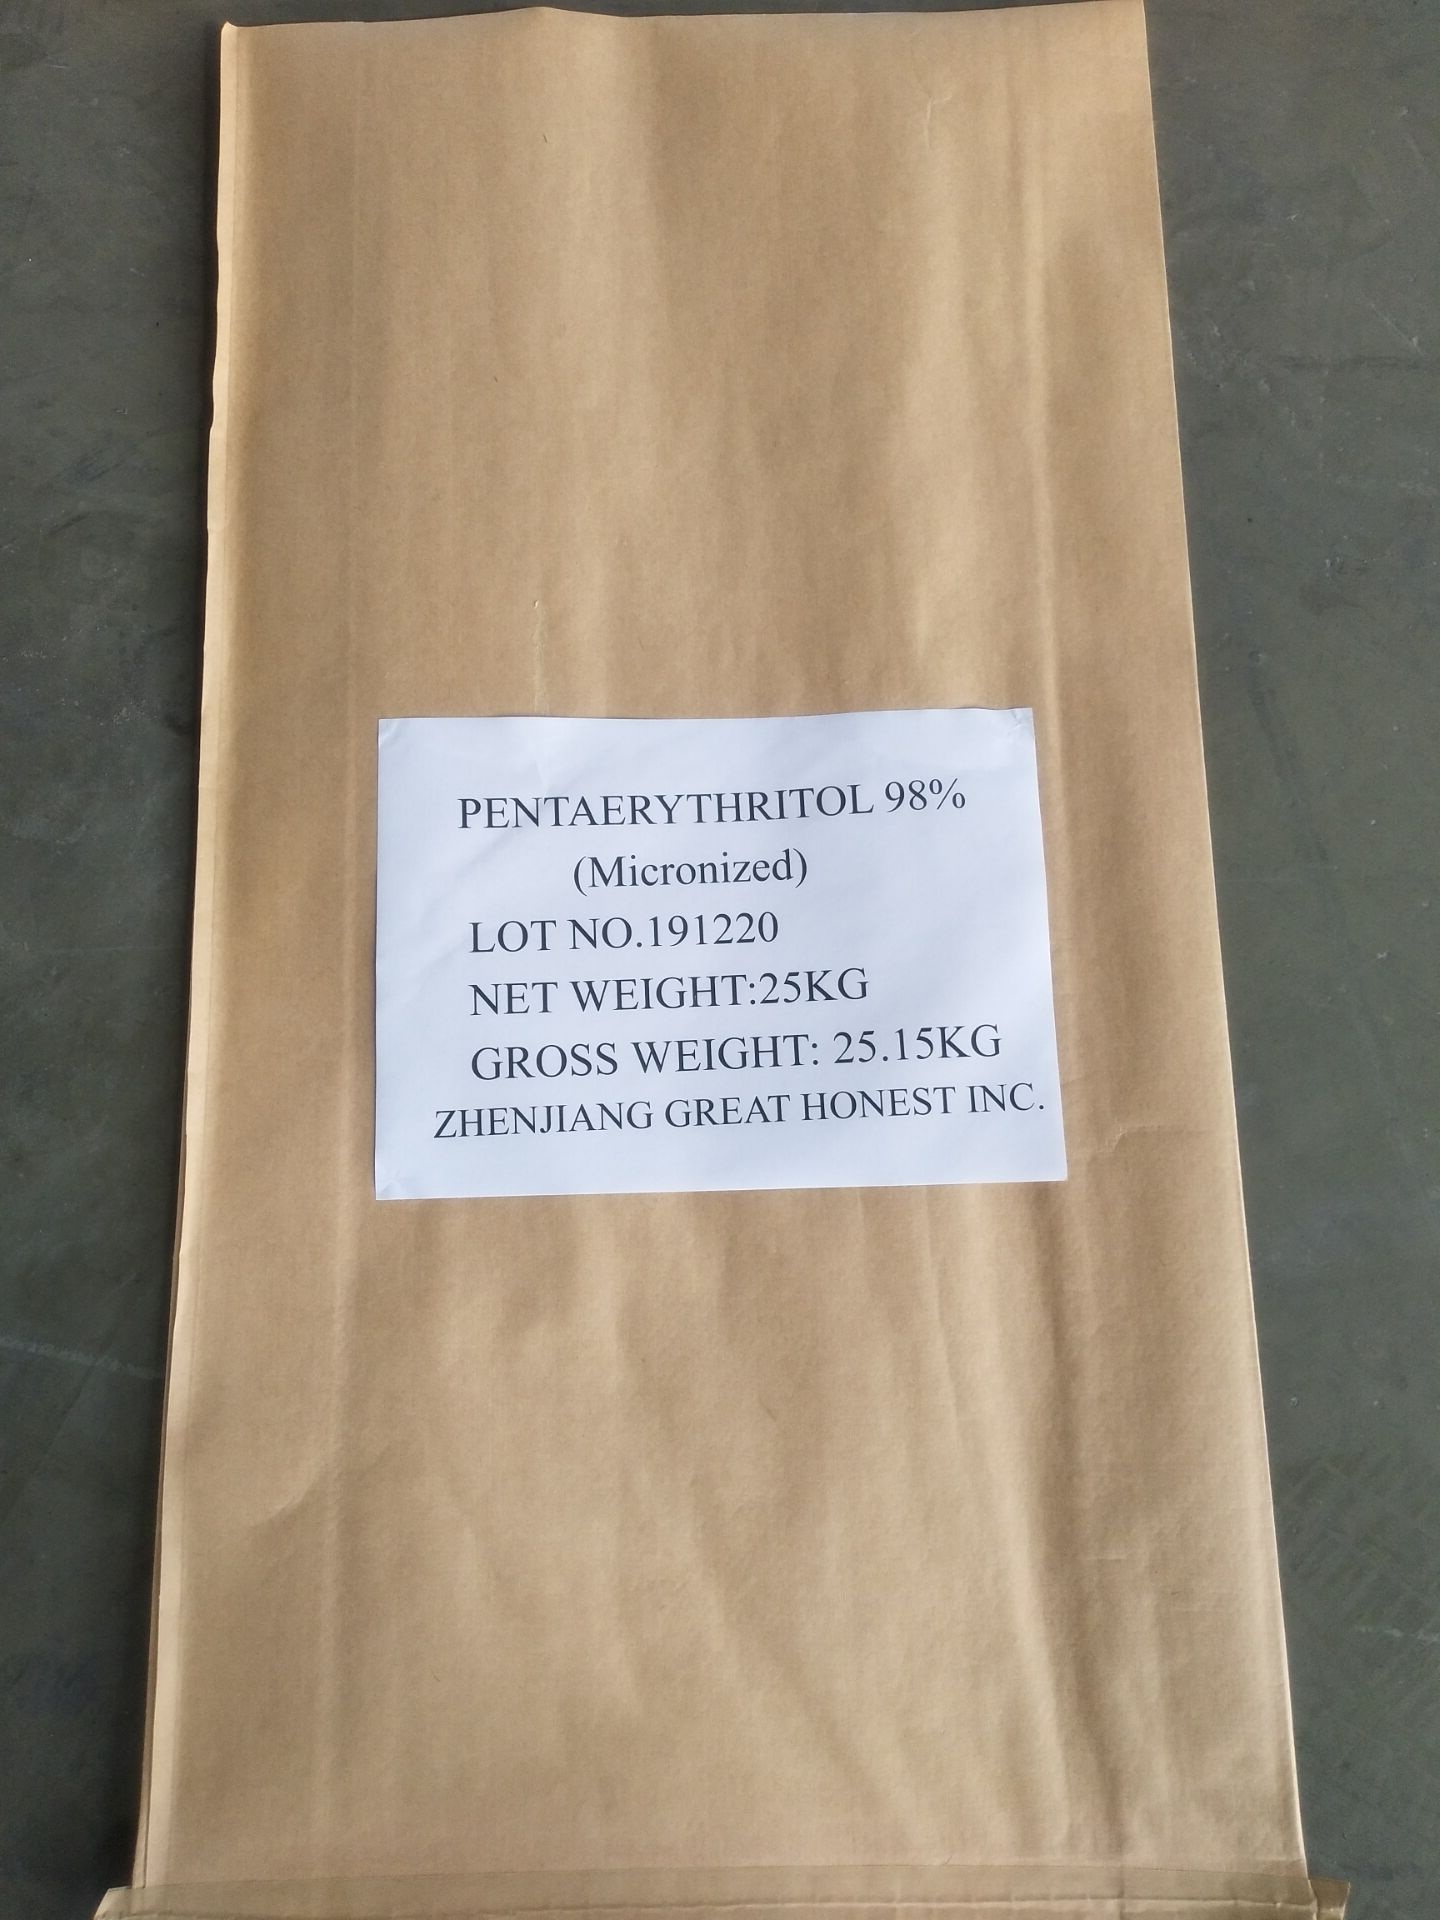 PENTAERYTHRITOL 98%
(Micronized)
LOT NO.191220
NET WEIGHT:25KG
GROSS WEIGHT: 25.15KG
ZHENJIANG GREAT HONEST INC.